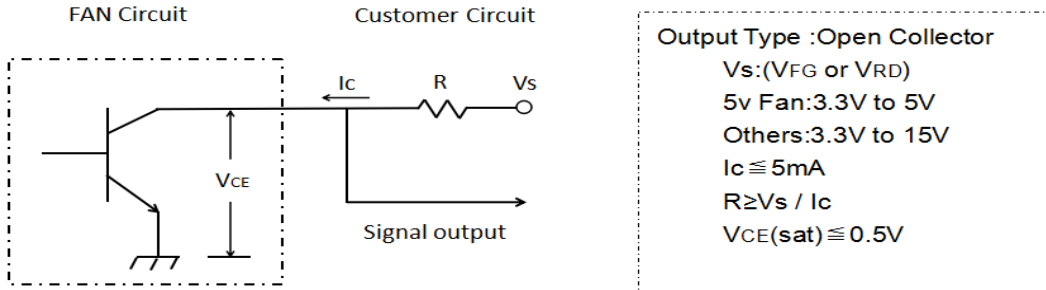 FAN Circuit
Customer Circuit
Ic
R
Vs
VCE
Signal output
Output Type :Open Collector
Vs:(VFG or VRD)
5v Fan:3.3V to 5V
Others:3.3V to 15V
Ic≦5mA
R≥Vs / Ic
VCE(sat)≦0.5V